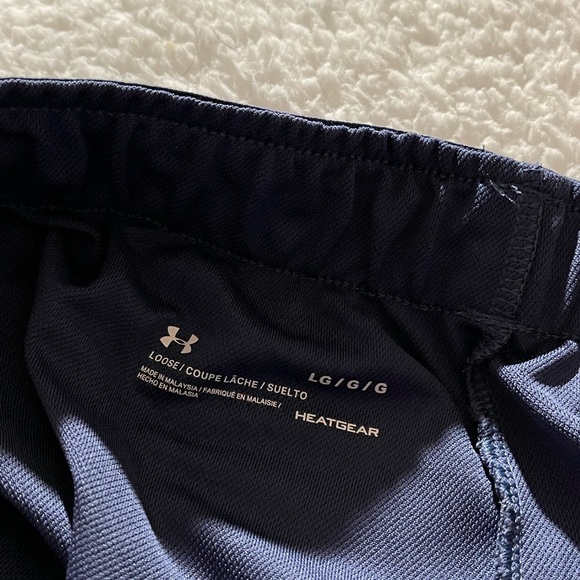 LOOSE / COUPE LÂCHE / SUELTO
LG / G / G
MADE IN MALAYSIA / FABRIQUÉ EN MALAISIE /
HECHO EN MALASIA
HEATGEAR